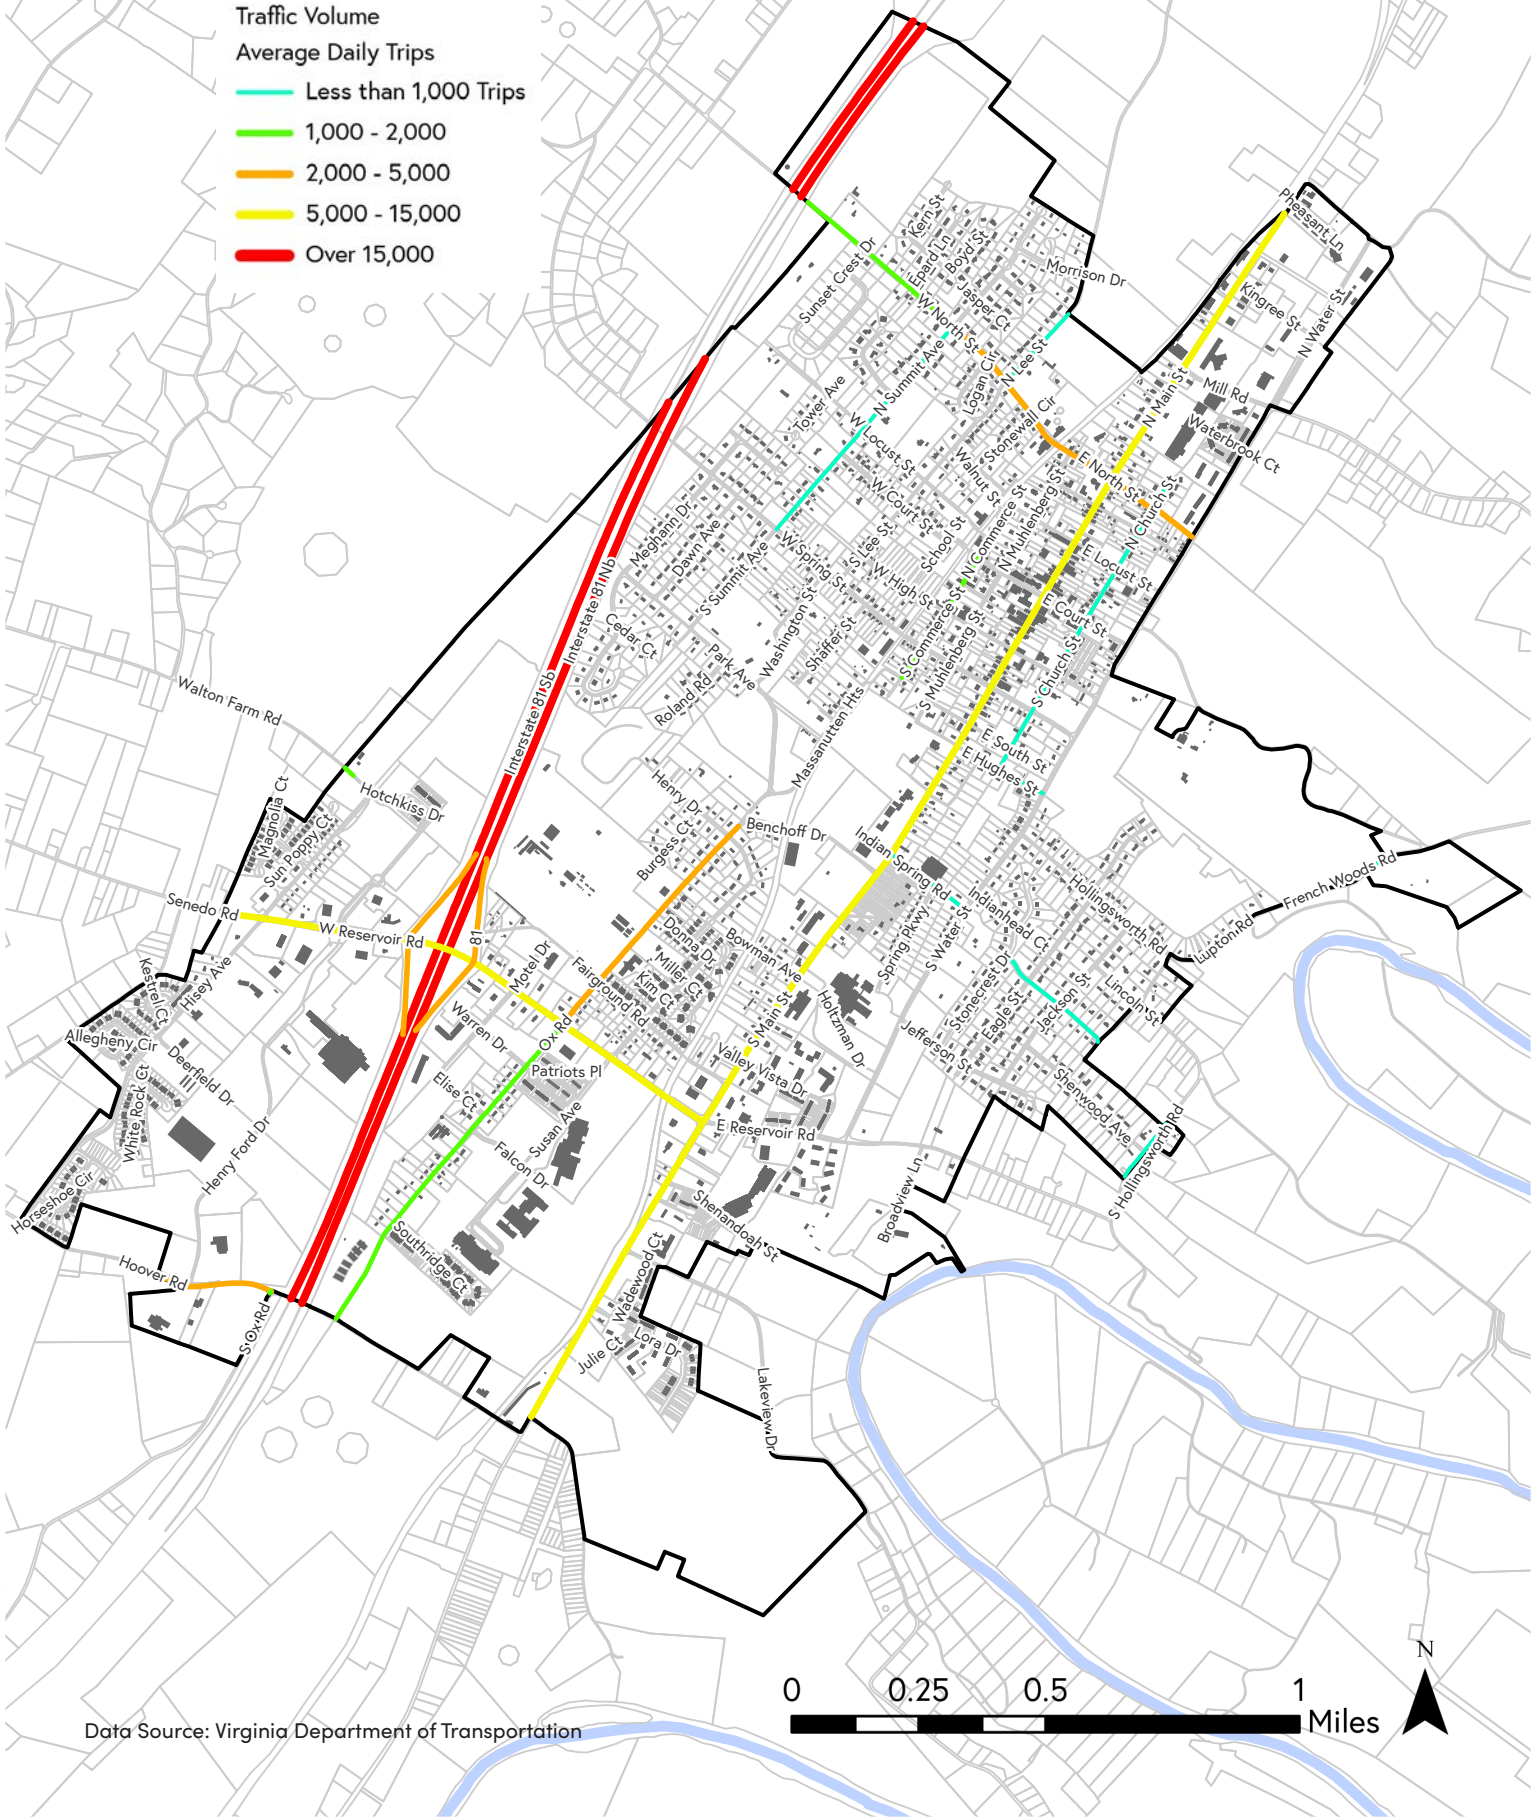 Traffic Volume
Average Daily Trips
Less than 1,000 Trips
1,000 - 2,000
2,000 - 5,000
5,000 - 15,000
Over 15,000
Pheasant Ln
Kern St
Epard Ln
Boyd St
Morrison Dr
Sunset Crest Dr
Jasper Ct
Kingree St
N Water St
W North St
N Lee St
Logan Cir
N Summit Ave
Tower Ave
N Main St
Mill Rd
Stonewall Cir
Waterbrook Ct
W Locust St
Walnut St
E North St
W Court St
N Church St
Meghann Dr
Dawn Ave
N Commerce St
N Muhlenberg St
School St
S Lee St
W Spring St
E Locust St
S Summit Ave
W High St
Interstate 81 Nb
E Court St
Washington St
Shaffer St
S Commerce St
S Muhlenberg St
Cedar Ct
Park Ave
S Church St
Roland Rd
Walton Farm Rd
Interstate 81 Sb
Massanutten Hts
E South St
E Hughes St
Hotchkiss Dr
Henry Dr
Magnolia Ct
Sun Poppy Ct
Burgess Ct
Benchoff Dr
Indian Spring Rd
Hollingsworth Rd
French Woods Rd
Senedo Rd
W Reservoir Rd
81
Indianhead Ct
Spring Pkwy
S Water St
Lupton Rd
Donna Dr
Bowman Ave
Motel Dr
Miller Ct
Kestrel Ct
Hisey Ave
Fairground Rd
Kim Ct
Stonecrest Dr
Lincoln St
Jackson St
Eagle St
Holtzman Dr
S Main St
Warren Dr
Ox Rd
Allegheny Cir
Jefferson St
Deerfield Dr
Valley Vista Dr
Patriots Pl
Elise Ct
Shenwood Ave
White Rock Ct
Susan Ave
E Reservoir Rd
Henry Ford Dr
Falcon Dr
S Hollingsworth Rd
Horseshoe Cir
Broadview Ln
Shenandoah St
Southridge Ct
Wadewood Ct
Hoover Rd
S Ox Rd
Lora Dr
Julie Ct
Lakeview Dr
N
0 0.25 0.5 1
Miles
Data Source: Virginia Department of Transportation